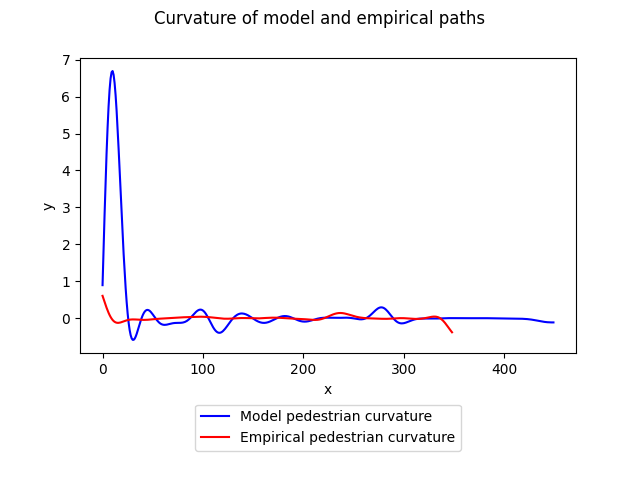 Curvature of model and empirical paths
7
6
5
4
3
2
1
0
y
0 100 200 300 400
x
Model pedestrian curvature
Empirical pedestrian curvature